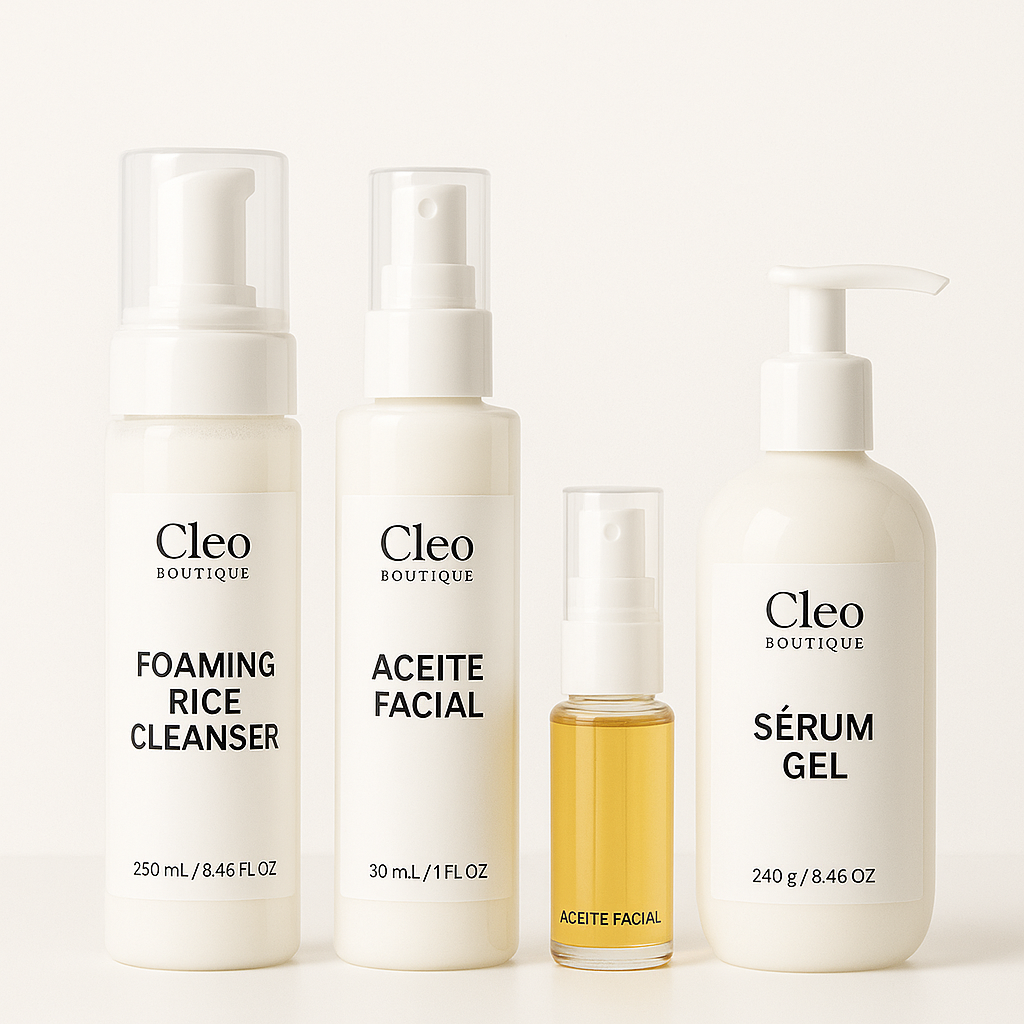 Cleo
BOUTIQUE
FOAMING
RICE
CLEANSER
250 mL / 8.46 FL OZ
Cleo
BOUTIQUE
ACEITE
FACIAL
30 m.L / 1 FL OZ
ACEITE FACIAL
Cleo
BOUTIQUE
SÉRUM
GEL
240 g / 8.46 OZ